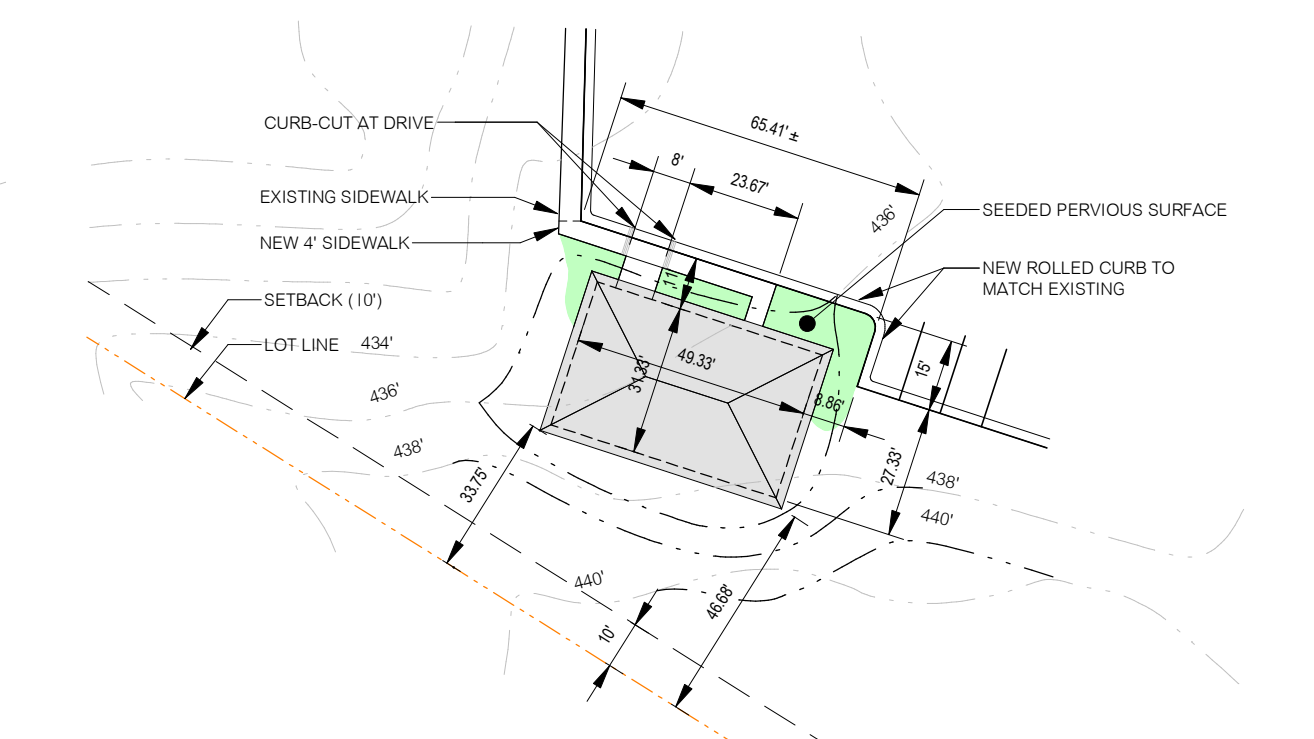 CURB-CUT AT DRIVE
65.41' ±
8'
23.67'
EXISTING SIDEWALK
436'
SEEDED PERVIOUS SURFACE
NEW 4' SIDEWALK
11'
NEW ROLLED CURB TO
MATCH EXISTING
SETBACK (10')
LOT LINE
434'
49.33'
31.33'
15'
436'
8.86'
438'
33.75'
27.33'
438'
440'
440'
46.68'
10'